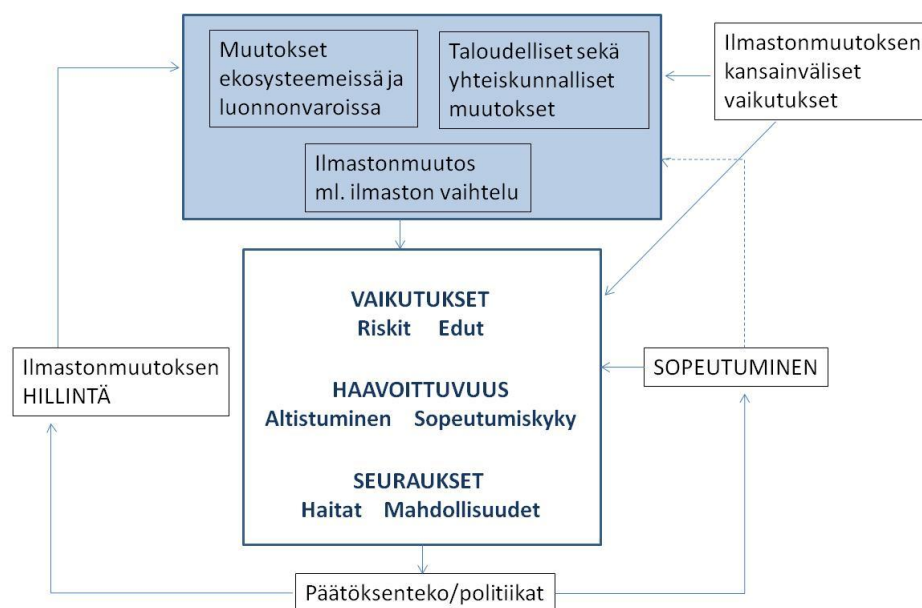 Muutokset
ekosysteemeissä ja
luonnonvaroissa
Taloudelliset sekä
yhteiskunnalliset
muutokset
Ilmastonmuutoksen
kansainväliset
vaikutukset
Ilmastonmuutos
ml. ilmaston vaihtelu
VAIKUTUKSET
Riskit Edut
Ilmastonmuutoksen
HILLINTÄ
SOPEUTUMINEN
HAAVOITTUVUUS
Altistuminen Sopeutumiskyky
SEURAUKSET
Haitat Mahdollisuudet
Päätöksenteko/politiikat